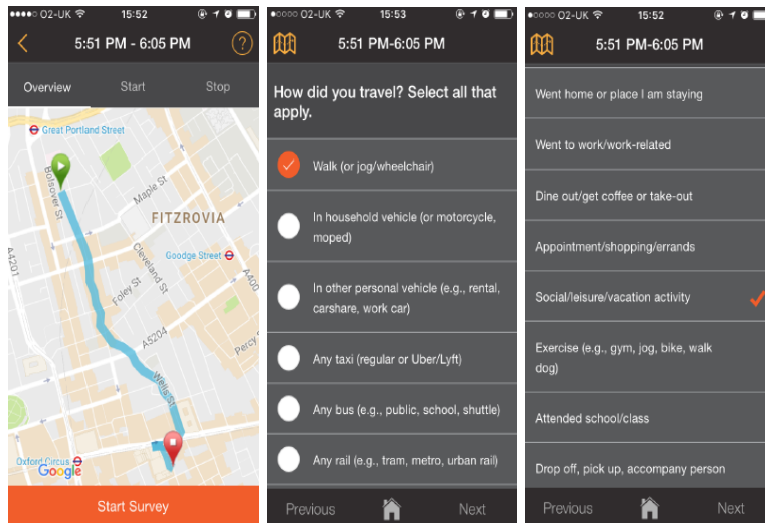 O2-UK 15:52
5:51 PM - 6:05 PM ?
Overview Start Stop
Great Portland Street
Bolsover St
Maple St
FITZROVIA
Cleveland St
Goodge Street
A4201
A400
Foley St
A5204
Percy
Wells St
Oxford Circus
Google
Start Survey
O2-UK 15:53
5:51 PM-6:05 PM
How did you travel? Select all that
apply.
Walk (or jog/wheelchair)
In household vehicle (or motorcycle,
moped)
In other personal vehicle (e.g., rental,
carshare, work car)
Any taxi (regular or Uber/Lyft)
Any bus (e.g., public, school, shuttle)
Any rail (e.g., tram, metro, urban rail)
Previous Next
O2-UK 15:52
5:51 PM-6:05 PM
Went home or place I am staying
Went to work/work-related
Dine out/get coffee or take-out
Appointment/shopping/errands
Social/leisure/vacation activity
Exercise (e.g., gym, jog, bike, walk
dog)
Attended school/class
Drop off, pick up, accompany person
Previous Next